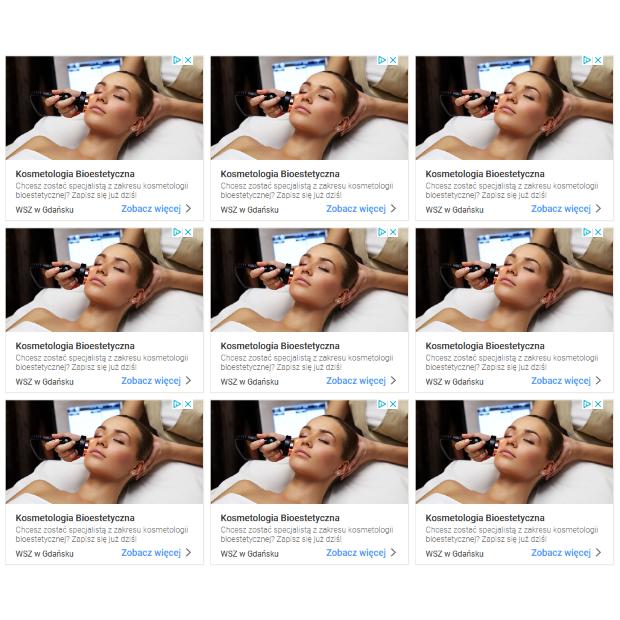 Kosmetologia Bioestetyczna
Chcesz zostać specjalistą z zakresu kosmetologii
bioestetycznej? Zapisz się już dziś!
WSZ w Gdańsku Zobacz więcej
Kosmetologia Bioestetyczna
Chcesz zostać specjalistą z zakresu kosmetologii
bioestetycznej? Zapisz się już dziś!
WSZ w Gdańsku Zobacz więcej
Kosmetologia Bioestetyczna
Chcesz zostać specjalistą z zakresu kosmetologii
bioestetycznej? Zapisz się już dziś!
WSZ w Gdańsku Zobacz więcej
Kosmetologia Bioestetyczna
Chcesz zostać specjalistą z zakresu kosmetologii
bioestetycznej? Zapisz się już dziś!
WSZ w Gdańsku Zobacz więcej
Kosmetologia Bioestetyczna
Chcesz zostać specjalistą z zakresu kosmetologii
bioestetycznej? Zapisz się już dziś!
WSZ w Gdańsku Zobacz więcej
Kosmetologia Bioestetyczna
Chcesz zostać specjalistą z zakresu kosmetologii
bioestetycznej? Zapisz się już dziś!
WSZ w Gdańsku Zobacz więcej
Kosmetologia Bioestetyczna
Chcesz zostać specjalistą z zakresu kosmetologii
bioestetycznej? Zapisz się już dziś!
WSZ w Gdańsku Zobacz więcej
Kosmetologia Bioestetyczna
Chcesz zostać specjalistą z zakresu kosmetologii
bioestetycznej? Zapisz się już dziś!
WSZ w Gdańsku Zobacz więcej
Kosmetologia Bioestetyczna
Chcesz zostać specjalistą z zakresu kosmetologii
bioestetycznej? Zapisz się już dziś!
WSZ w Gdańsku Zobacz więcej